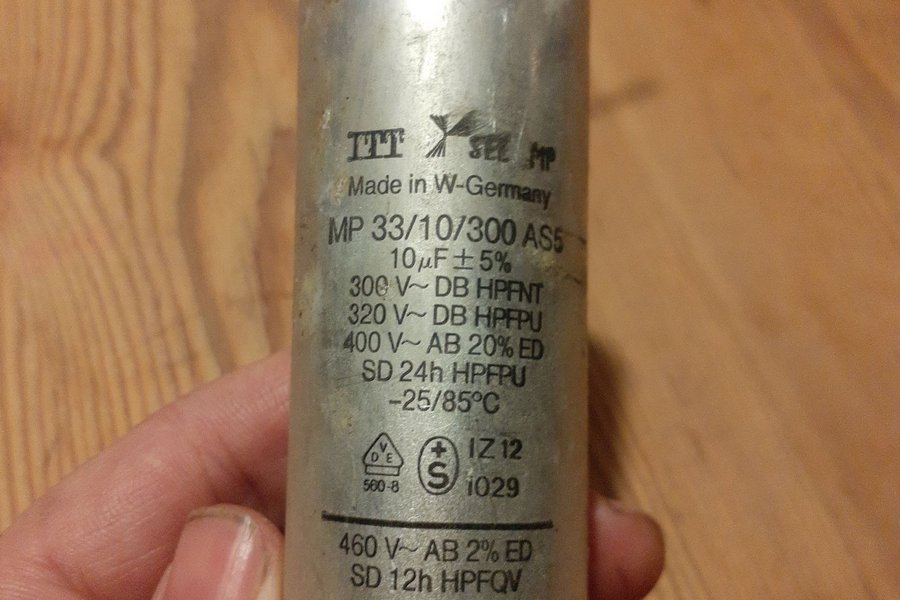 ITT SEL MP
Made in W-Germany
MP 33/10/300 AS5
10µF ± 5%
300 V~ DB HPFNT
320 V~ DB HPFPU
400 V~ AB 20% ED
SD 24h HPFPU
-25/85°C
VDE
560-8
+S
IZ 12
i029
460 V~ AB 2% ED
SD 12h HPFQV